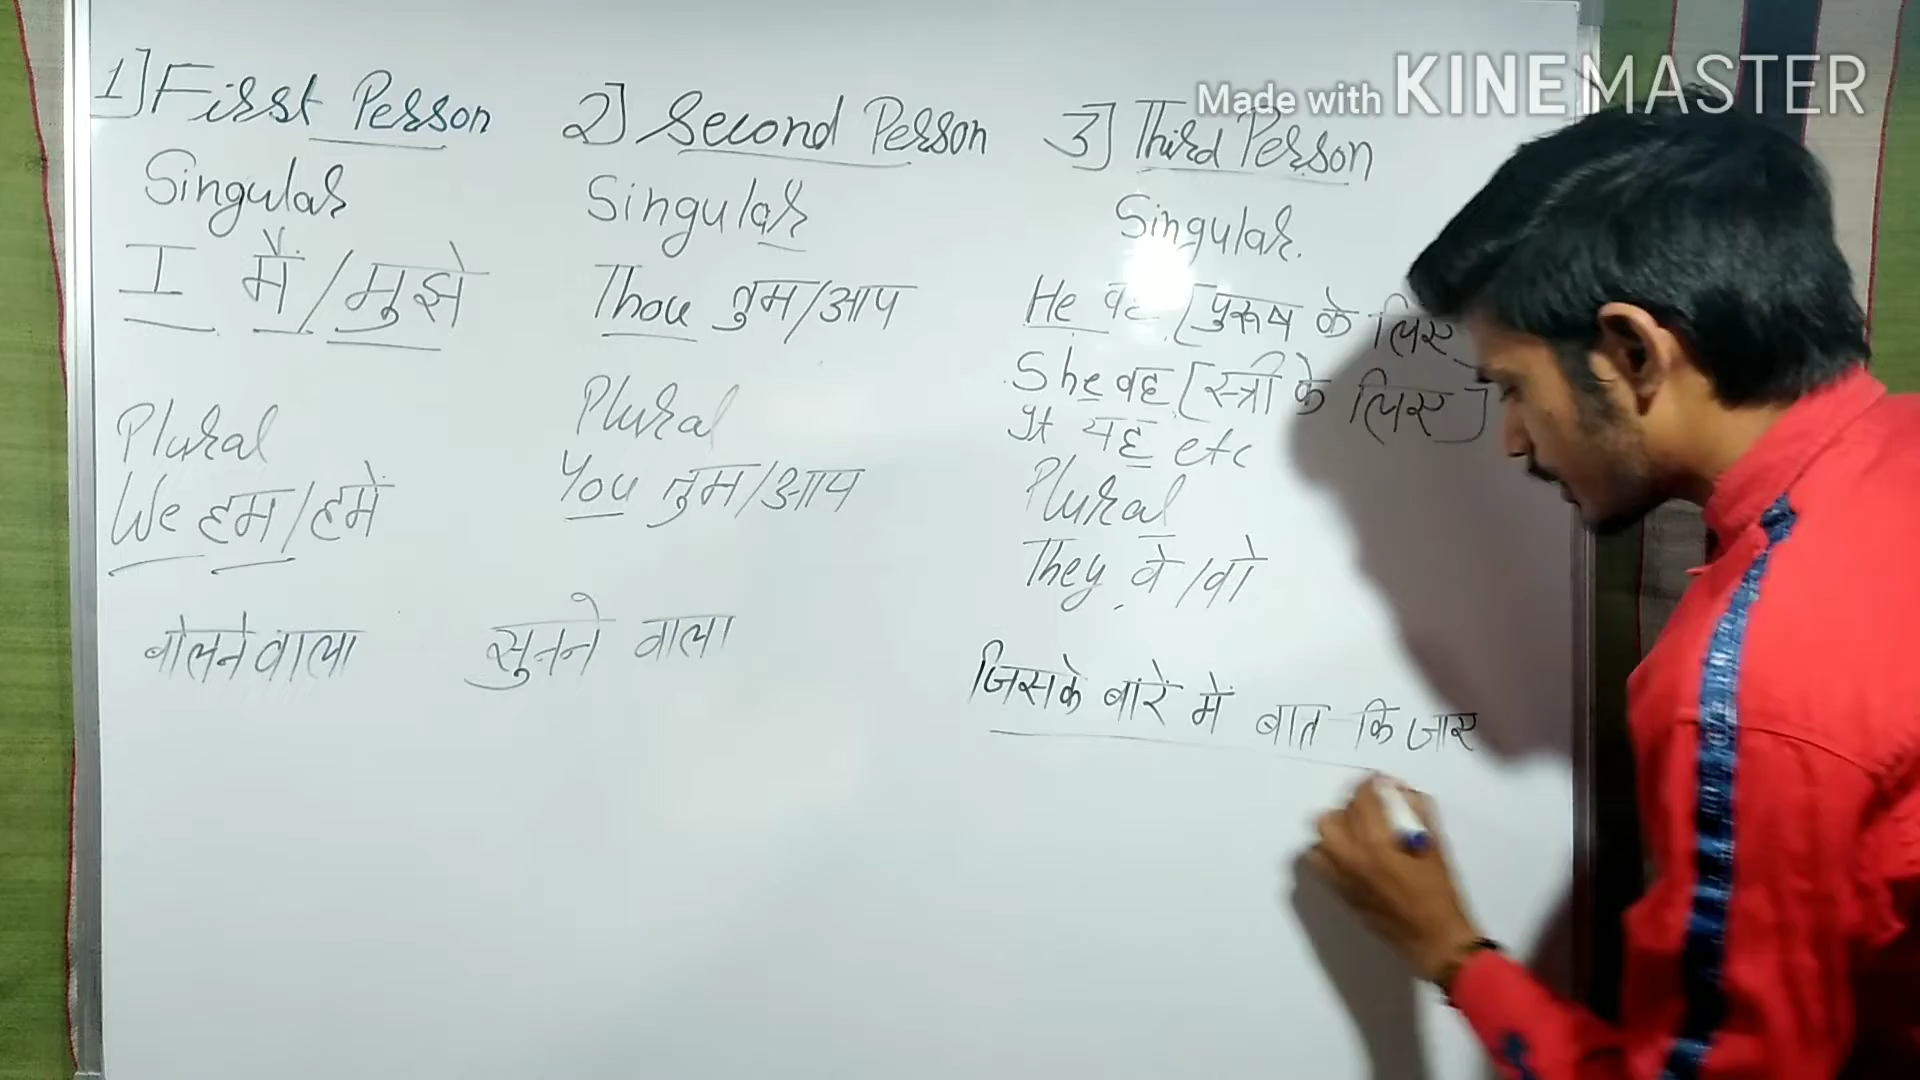 Made with KINEMASTER
1] First Person
Singular
I मैं/मुझे
Plural
We हम/हमें
बोलने वाला
2] Second Person
Singular
Thou तुम/आप
Plural
You तुम/आप
सुनने वाला
3] Third Person
Singular.
He वह [पुरूष के लिए
She वह [स्त्री के लिए]
It यह etc
Plural
They वे/वो
जिसके बारें में बात कि जाए